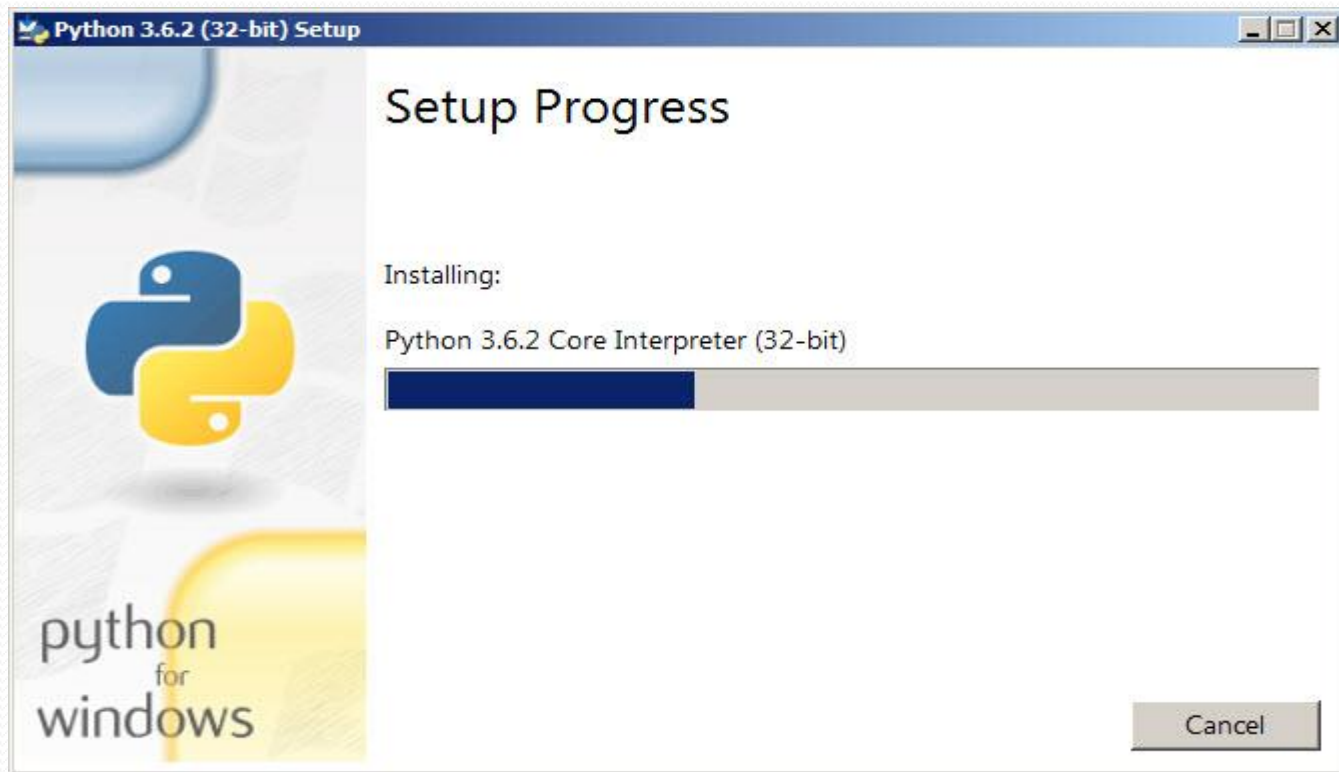 Python 3.6.2 (32-bit) Setup
Setup Progress
Installing:
Python 3.6.2 Core Interpreter (32-bit)
python
for
windows
Cancel